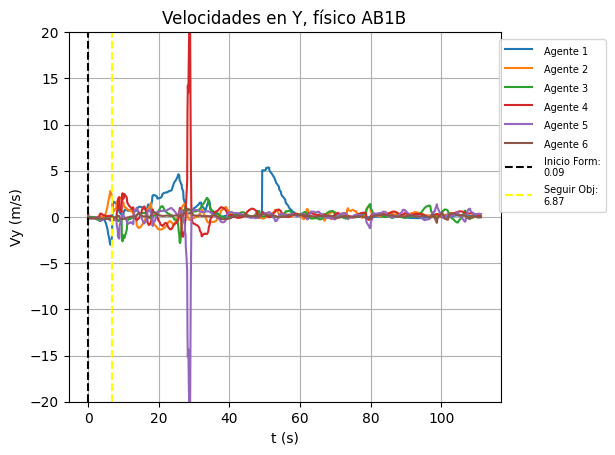 Velocidades en Y, físico AB1B
Vy (m/s)
20
15
10
5
0
−5
−10
−15
−20
0
20
40
60
80
100
t (s)
Agente 1
Agente 2
Agente 3
Agente 4
Agente 5
Agente 6
Inicio Form:
0.09
Seguir Obj:
6.87